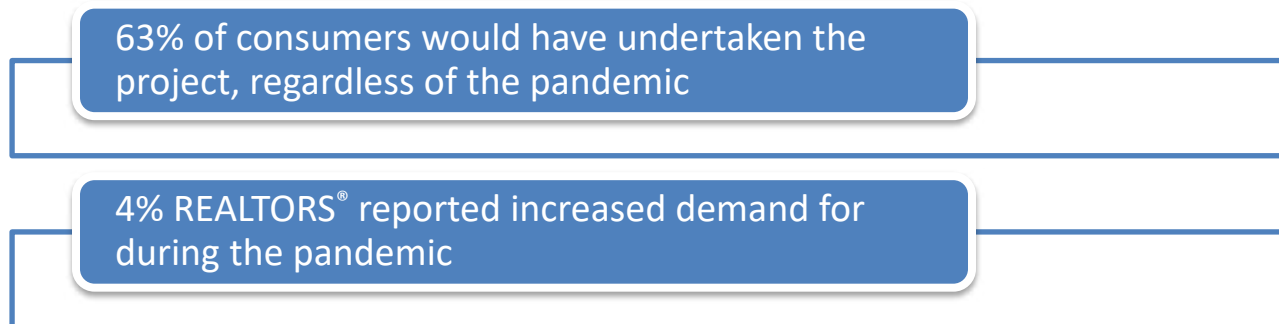 63% of consumers would have undertaken the
project, regardless of the pandemic
4% REALTORS® reported increased demand for
during the pandemic